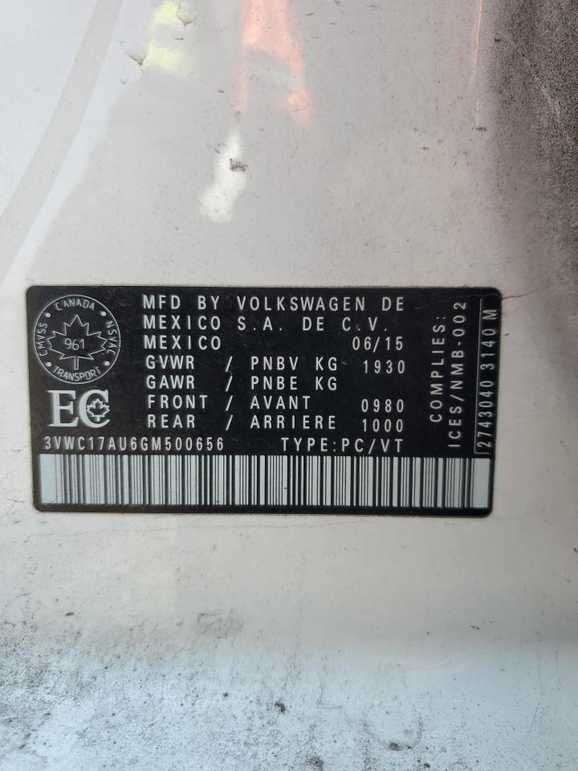 CANADA
CMVSS
NSVAC
961
TRANSPORT
MFD BY VOLKSWAGEN DE
MEXICO S.A. DE C.V.
MEXICO 06/15
GVWR / PNBV KG 1930
GAWR / PNBE KG
FRONT / AVANT 0980
REAR / ARRIERE 1000
EC
3VWC17AU6GM500656 TYPE:PC/VT
COMPLIES:
ICES/NMB-002
2743040 3140 M